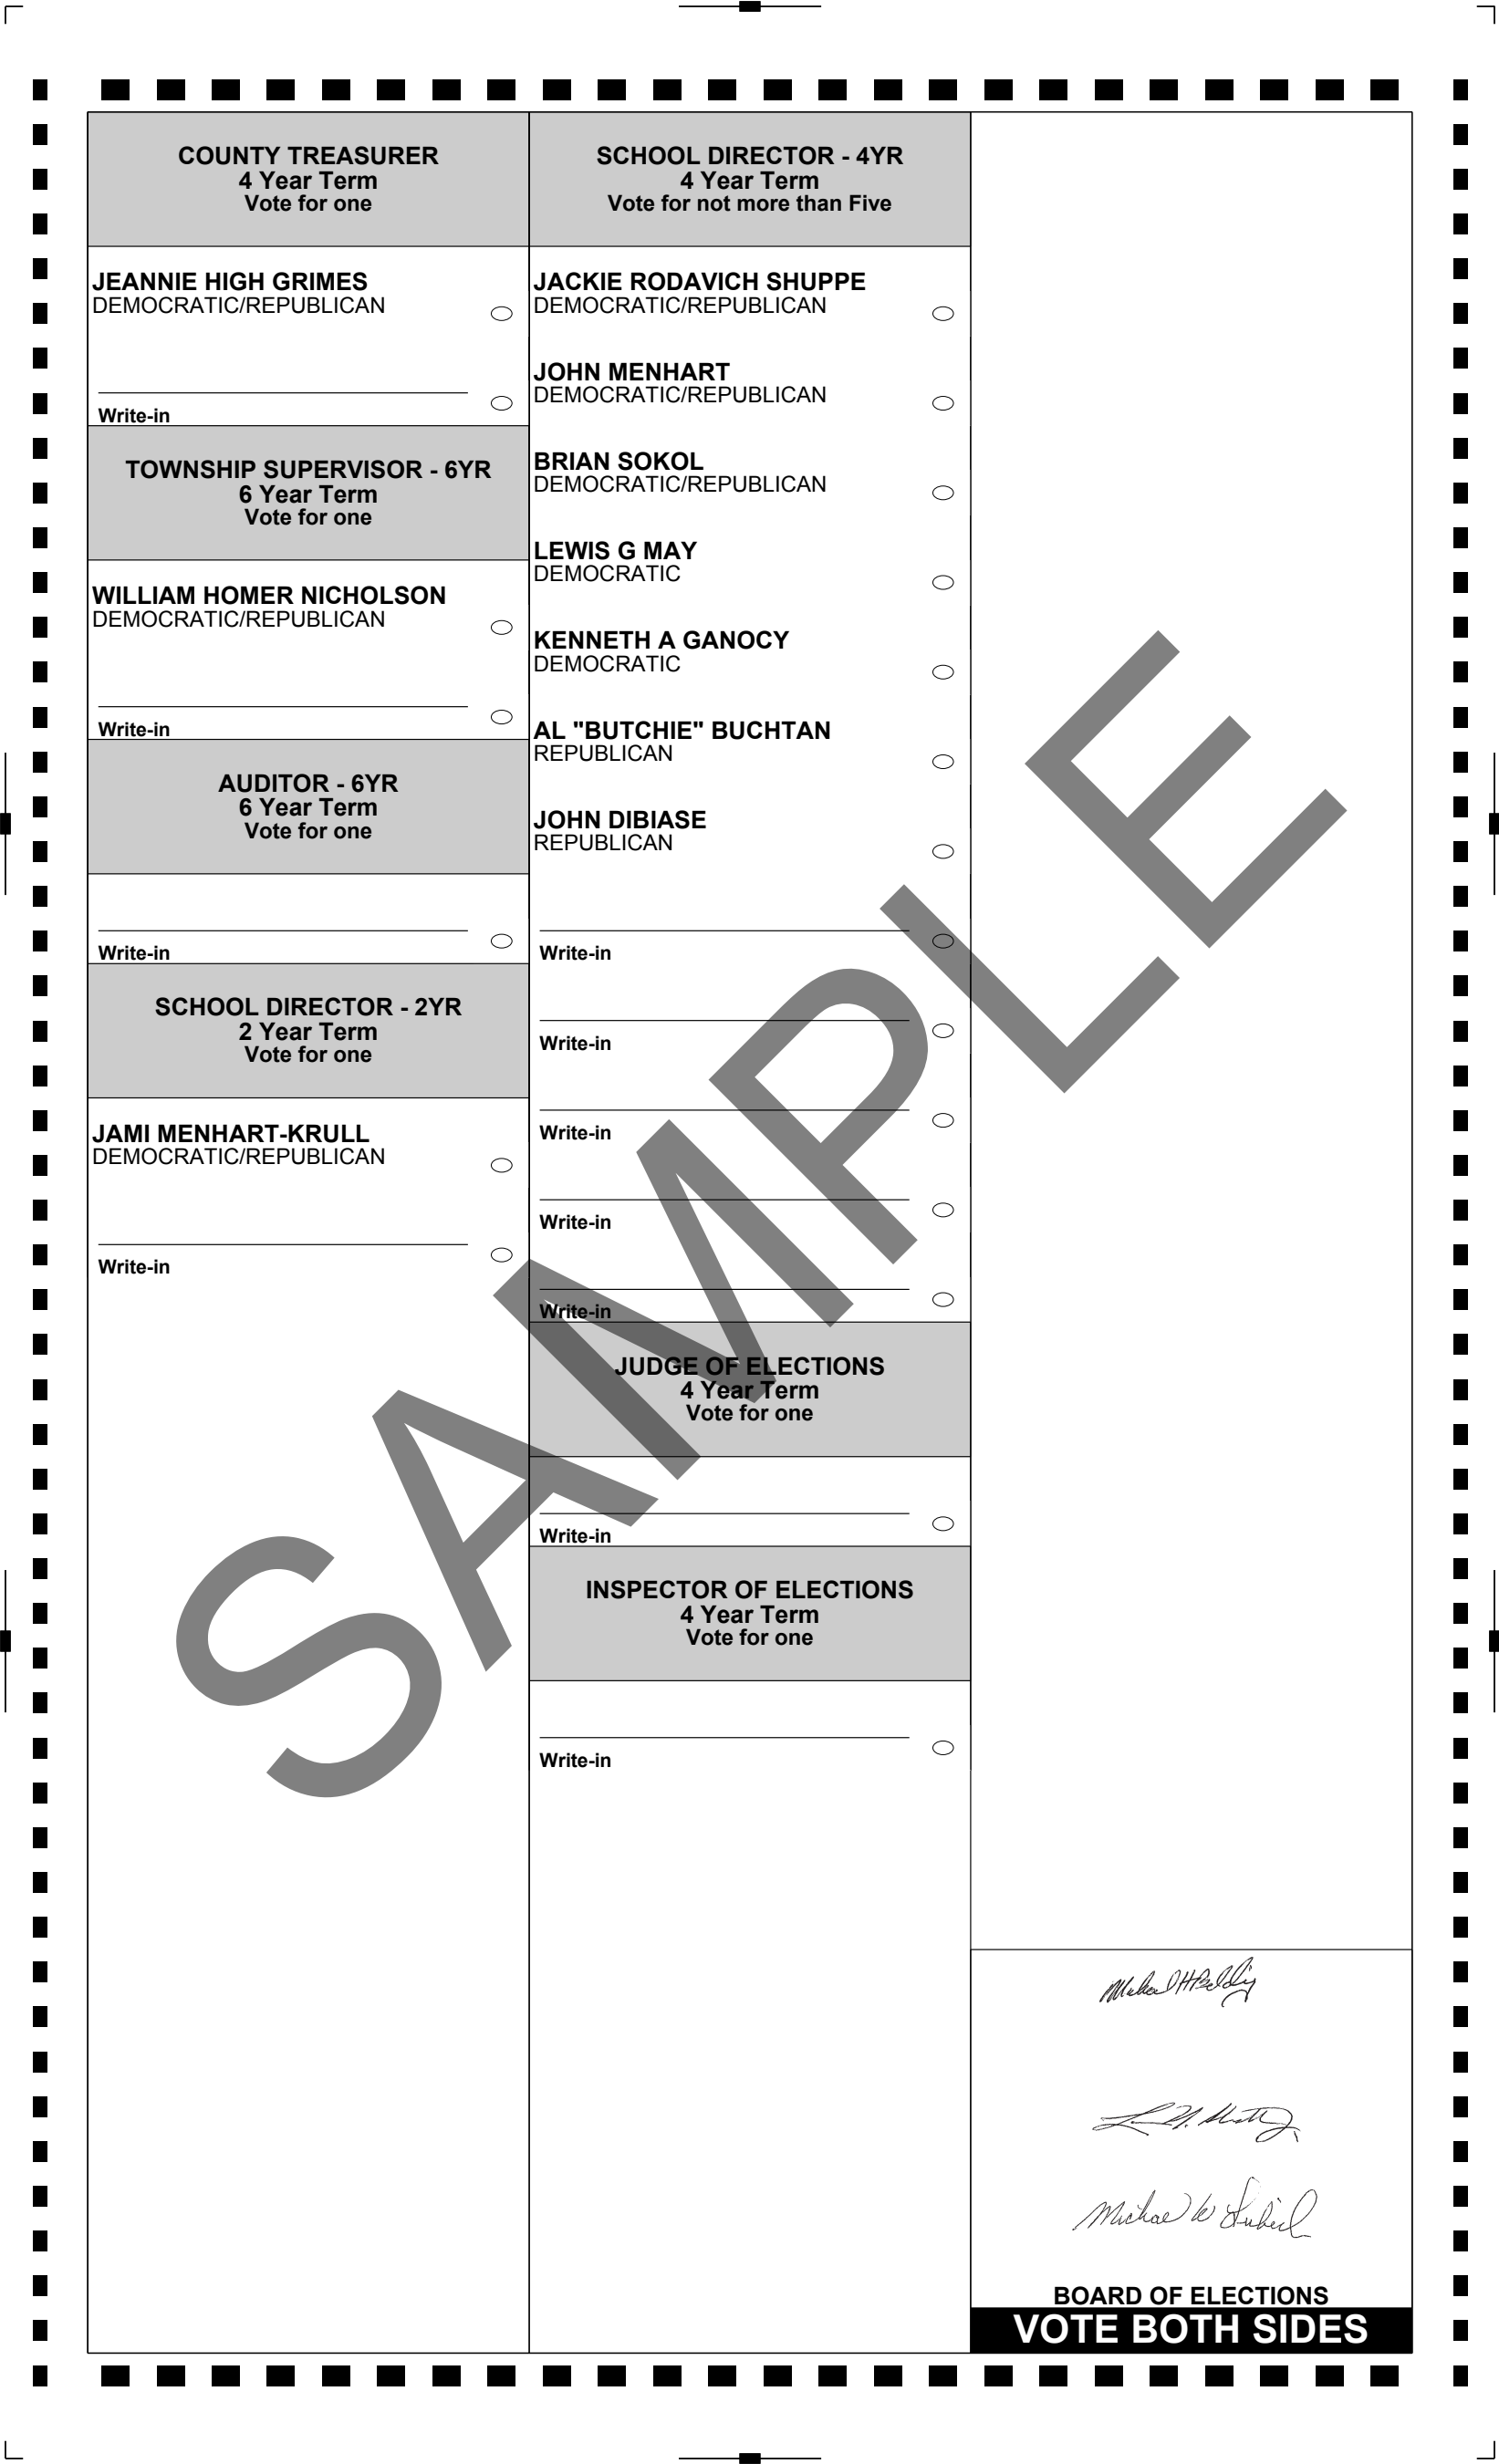 COUNTY TREASURER
4 Year Term
Vote for one
JEANNIE HIGH GRIMES
DEMOCRATIC/REPUBLICAN
Write-in
TOWNSHIP SUPERVISOR - 6YR
6 Year Term
Vote for one
WILLIAM HOMER NICHOLSON
DEMOCRATIC/REPUBLICAN
Write-in
AUDITOR - 6YR
6 Year Term
Vote for one
Write-in
SCHOOL DIRECTOR - 2YR
2 Year Term
Vote for one
JAMI MENHART-KRULL
DEMOCRATIC/REPUBLICAN
Write-in
SCHOOL DIRECTOR - 4YR
4 Year Term
Vote for not more than Five
JACKIE RODAVICH SHUPPE
DEMOCRATIC/REPUBLICAN
JOHN MENHART
DEMOCRATIC/REPUBLICAN
BRIAN SOKOL
DEMOCRATIC/REPUBLICAN
LEWIS G MAY
DEMOCRATIC
KENNETH A GANOCY
DEMOCRATIC
AL "BUTCHIE" BUCHTAN
REPUBLICAN
JOHN DIBIASE
REPUBLICAN
Write-in
Write-in
Write-in
Write-in
Write-in
JUDGE OF ELECTIONS
4 Year Term
Vote for one
Write-in
INSPECTOR OF ELECTIONS
4 Year Term
Vote for one
Write-in
SAMPLE
Michael W
BOARD OF ELECTIONS
VOTE BOTH SIDES